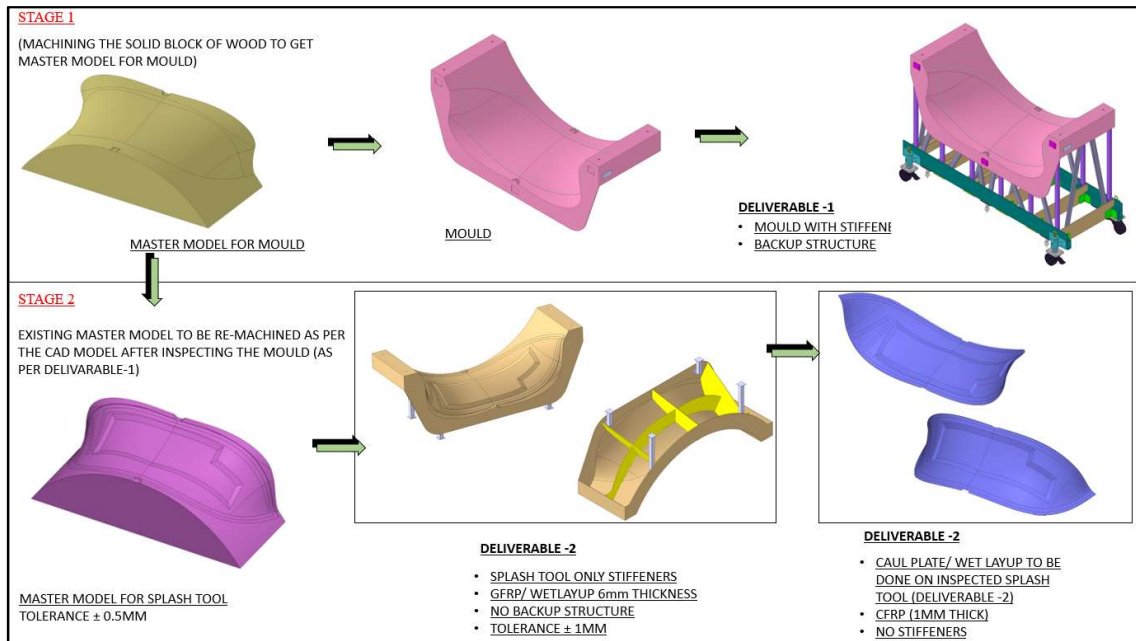 STAGE 1
(MACHINING THE SOLID BLOCK OF WOOD TO GET
MASTER MODEL FOR MOULD)
MASTER MODEL FOR MOULD
MOULD
DELIVERABLE -1
• MOULD WITH STIFFENE
• BACKUP STRUCTURE
STAGE 2
EXISTING MASTER MODEL TO BE RE-MACHINED AS PER
THE CAD MODEL AFTER INSPECTING THE MOULD (AS
PER DELIVARABLE-1)
MASTER MODEL FOR SPLASH TOOL
TOLERANCE ± 0.5MM
DELIVERABLE -2
• SPLASH TOOL ONLY STIFFENERS
• GFRP/ WETLAYUP 6mm THICKNESS
• NO BACKUP STRUCTURE
• TOLERANCE ± 1MM
DELIVERABLE -2
• CAUL PLATE/ WET LAYUP TO BE
DONE ON INSPECTED SPLASH
TOOL (DELIVERABLE -2)
• CFRP (1MM THICK)
• NO STIFFENERS